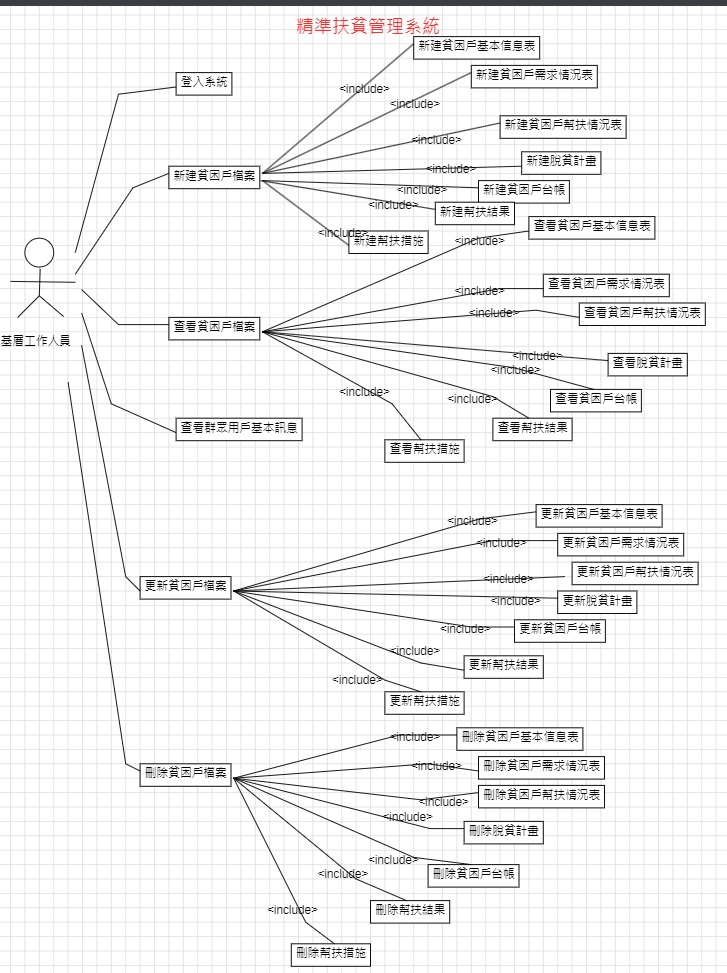 精準扶貧管理系統
新建貧困戶基本信息表
新建貧困戶需求情況表
登入系統
<include>
<include>
新建貧困戶幫扶情況表
<include>
新建脫貧計畫
<include>
新建貧困戶檔案
新建貧困戶台帳
<include>
<include>
新建幫扶結果
查看貧困戶基本信息表
<include>
新建幫扶措施
<include>
查看貧困戶需求情況表
<include>
<include>
查看貧困戶幫扶情況表
查看貧困戶檔案
基層工作人員
<include>
查看脫貧計畫
<include>
<include>
<include>
查看貧困戶台帳
查看群眾用戶基本訊息
查看幫扶結果
查看幫扶措施
更新貧困戶基本信息表
<include>
<include>
更新貧困戶需求情況表
更新貧困戶幫扶情況表
<include>
更新貧困戶檔案
<include>
更新脫貧計畫
<include>
更新貧困戶台帳
<include>
更新幫扶結果
<include>
更新幫扶措施
<include>
刪除貧困戶基本信息表
<include>
刪除貧困戶需求情況表
刪除貧困戶檔案
刪除貧困戶幫扶情況表
<include>
<include>
刪除脫貧計畫
<include>
<include>
刪除貧困戶台帳
<include>
刪除幫扶結果
刪除幫扶措施